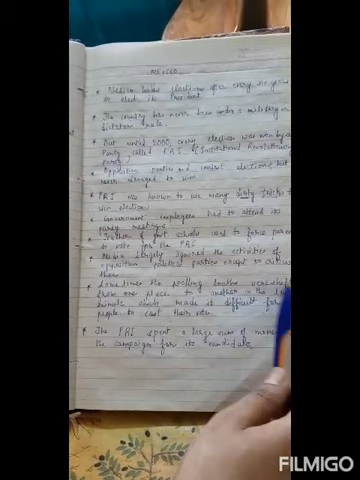 MEXICO
* Mexico holds elections after every six years
to elect its President
* The country has never been under a military or
dictators rule.
* But until 2000 every election was won by a
Party called PRI (Institutional Revolutionary
Party)
* Opposition parties did contest elections but
never managed to win.
* PRI was known to use many dirty tricks to
win election
* Government employees had to attend its
party meetings
* Teachers of govt schools used to force paren
to vote for the PRI.
* Media largely ignored the activities of
opposition political parties except to criticise
them
* Sometimes the polling booths were shifted
from one place to another in the last
minute which made it difficult for
people to cast their vote.
* The PRI spent a large sum of money
the campaign for its candidate
FILMIGO
FILMIGO